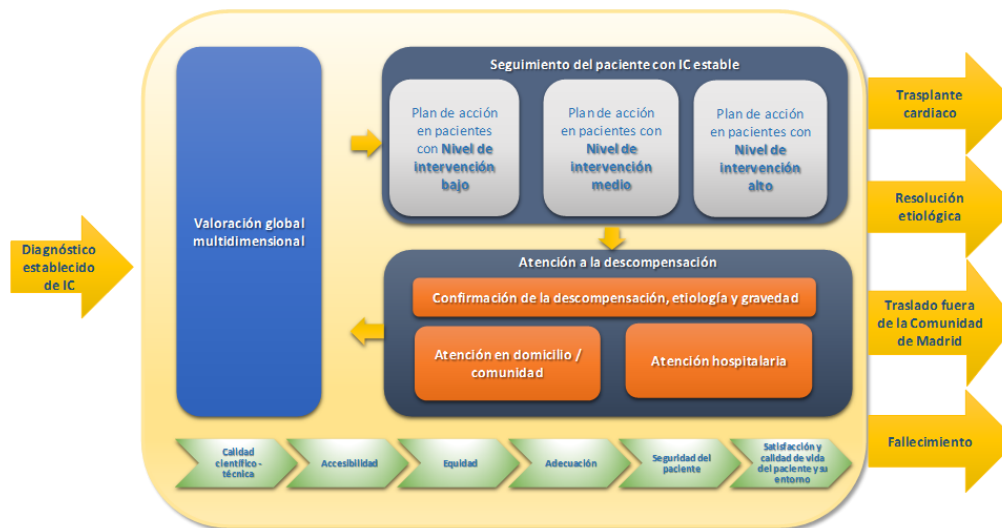 Diagnóstico
establecido
de IC
Valoración global
multidimensional
Seguimiento del paciente con IC estable
Plan de acción
en pacientes
con Nivel de
intervención
bajo
Plan de acción
en pacientes con
Nivel de
intervención
medio
Plan de acción
en pacientes con
Nivel de
intervención
alto
Atención a la descompensación
Confirmación de la descompensación, etiología y gravedad
Atención en domicilio /
comunidad
Atención hospitalaria
Calidad
científico -
técnica
Accesibilidad
Equidad
Adecuación
Seguridad del
paciente
Satisfacción y
calidad de vida
del paciente y su
entorno
Trasplante
cardiaco
Resolución
etiológica
Traslado fuera
de la Comunidad
de Madrid
Fallecimiento